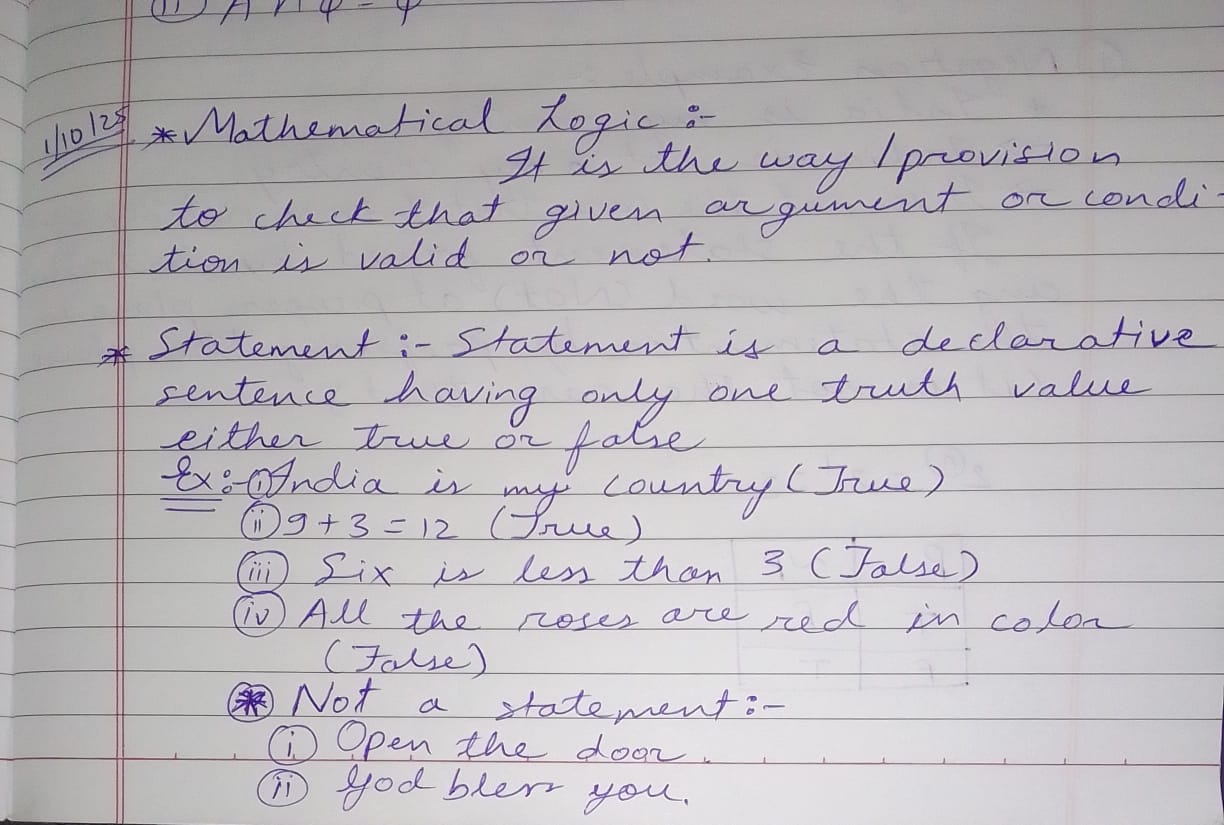 (ii) A ∩ φ = φ
1/10/25 * Mathematical Logic :-
It is the way / provision
to check that given argument or condi-
tion is valid or not.
* Statement :- Statement is a declarative
sentence having only one truth value
either true or false
Ex:- (i) India is my country (True)
(ii) 9 + 3 = 12 (True)
(iii) Six is less than 3 (False)
(iv) All the roses are red in color
(False)
* Not a statement :-
(i) Open the door.
(ii) God bless you.